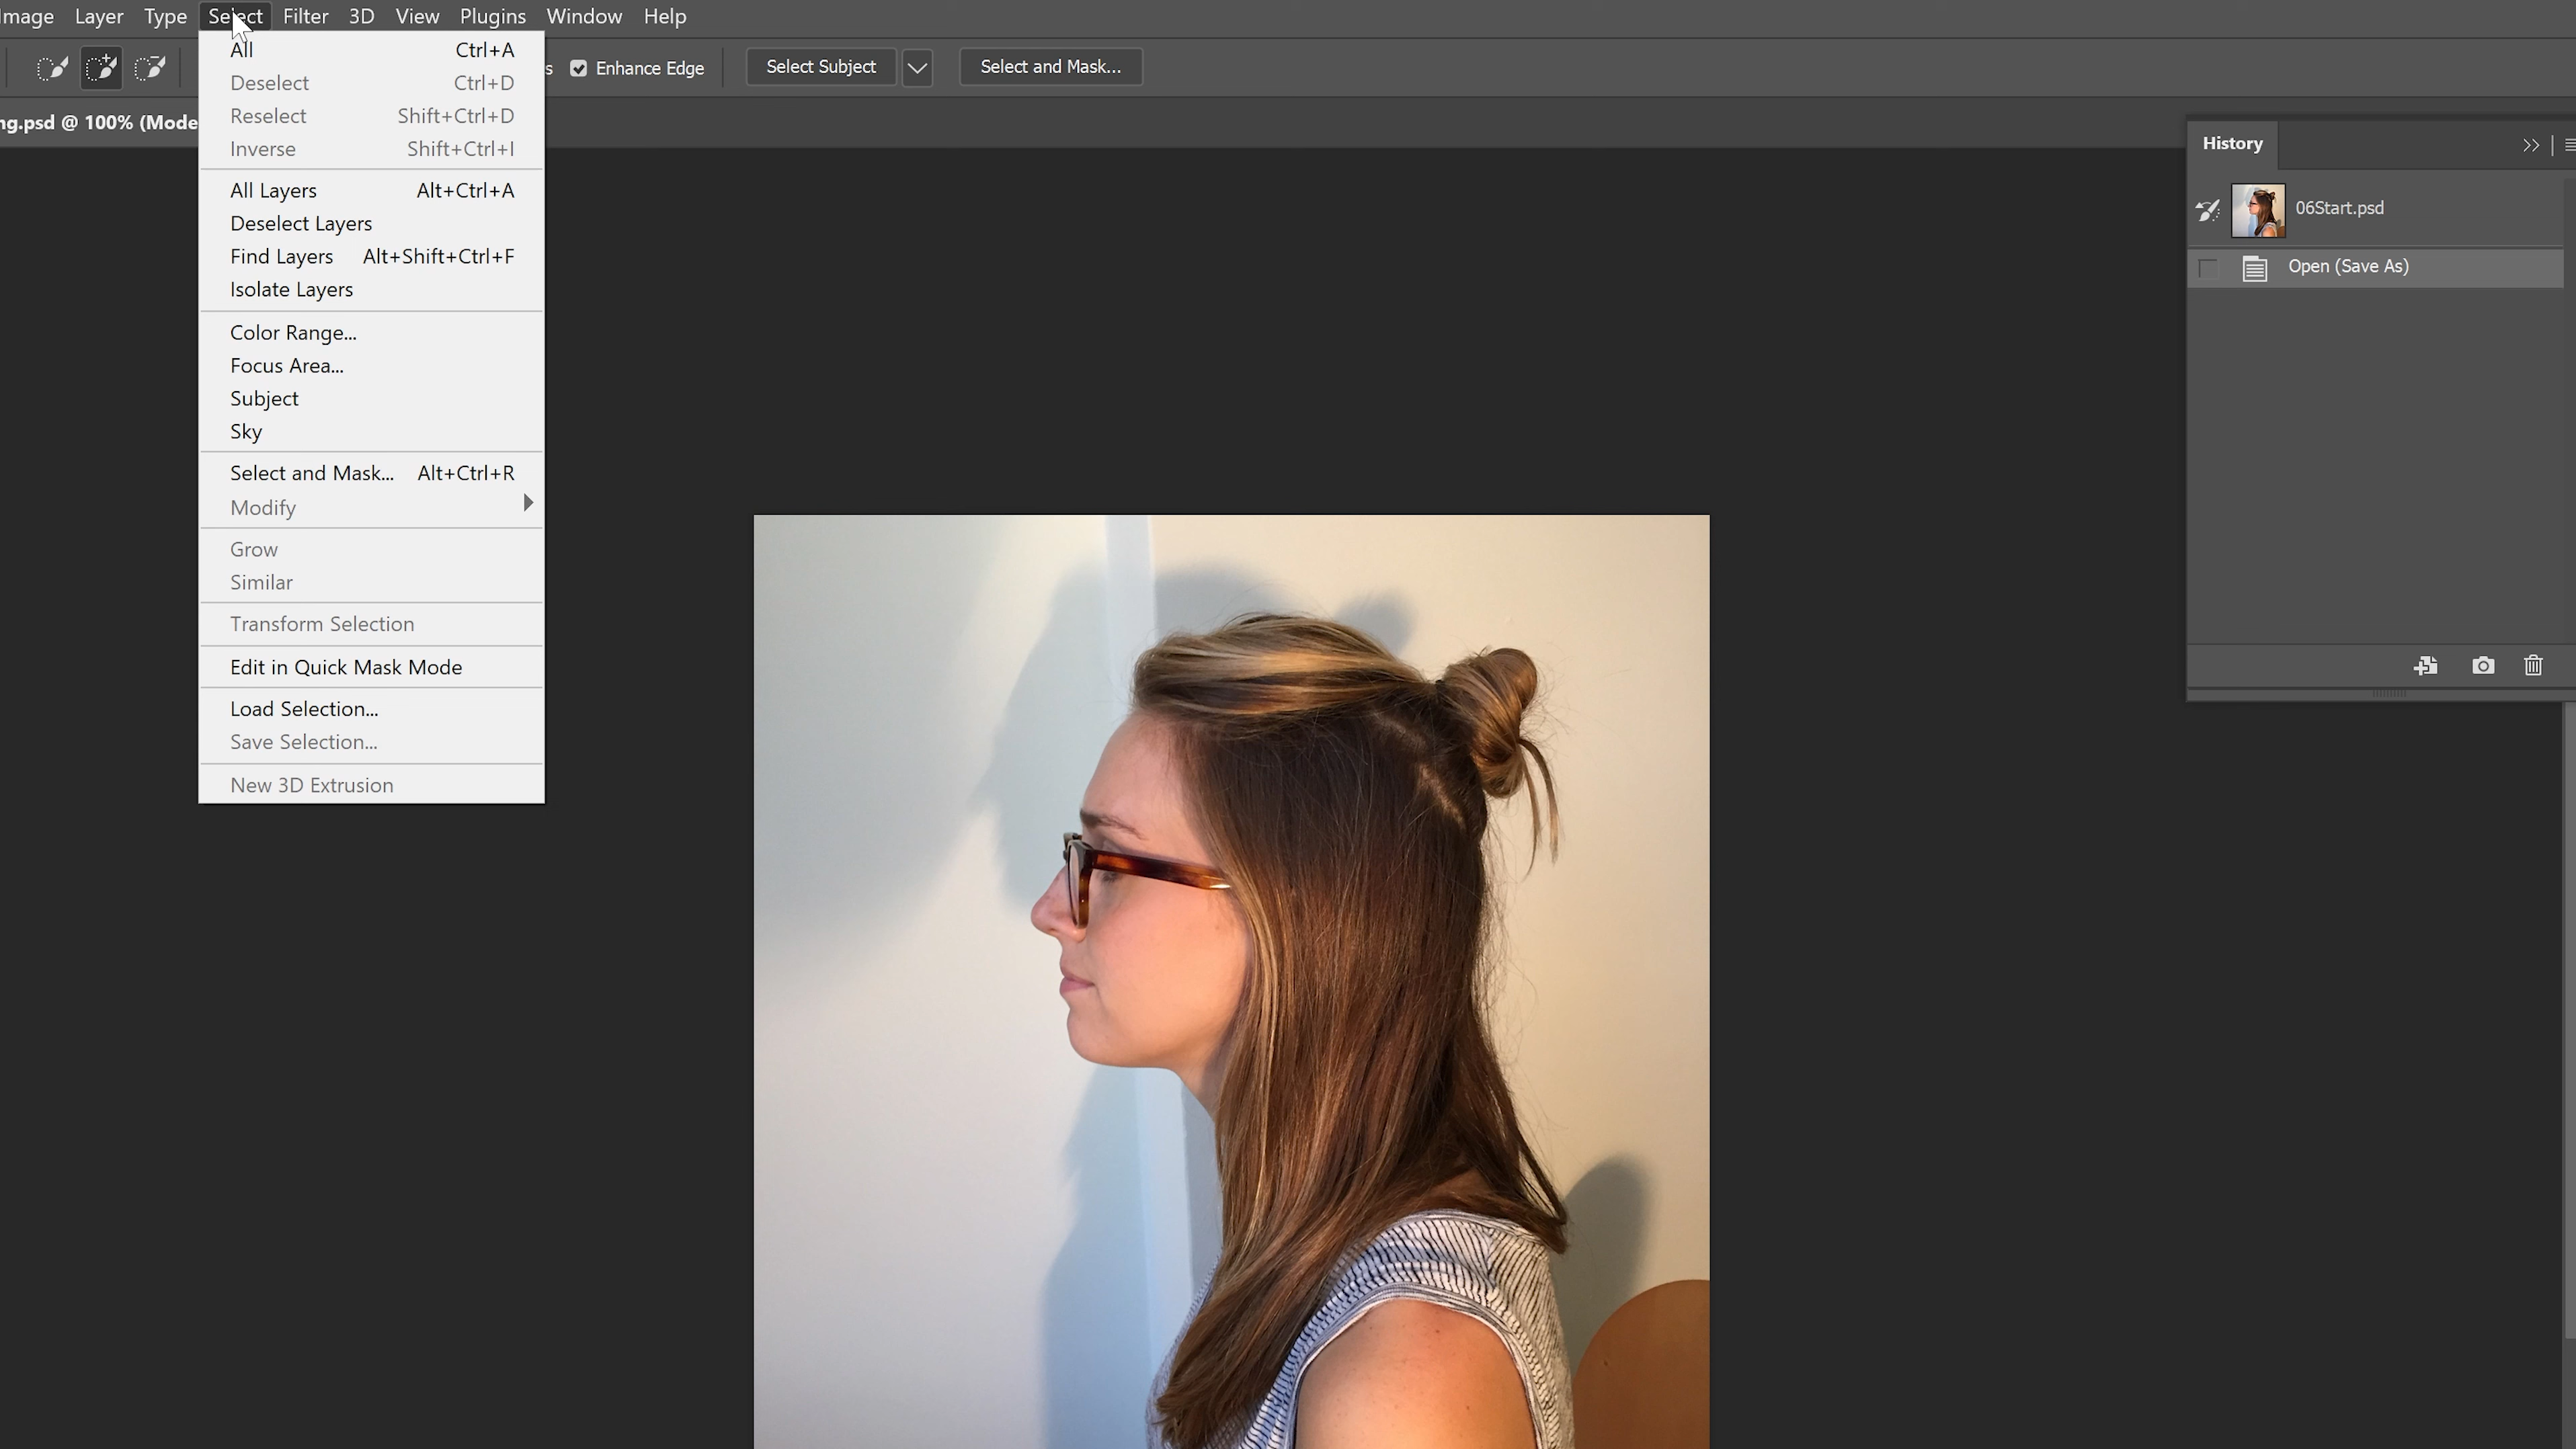 Image Layer Type Select Filter 3D View Plugins Window Help
Enhance Edge Select Subject Select and Mask...
ng.psd @ 100% (Mode
All Ctrl+A
Deselect Ctrl+D
Reselect Shift+Ctrl+D
Inverse Shift+Ctrl+I
All Layers Alt+Ctrl+A
Deselect Layers
Find Layers Alt+Shift+Ctrl+F
Isolate Layers
Color Range...
Focus Area...
Subject
Sky
Select and Mask... Alt+Ctrl+R
Modify
Grow
Similar
Transform Selection
Edit in Quick Mask Mode
Load Selection...
Save Selection...
New 3D Extrusion
History
06Start.psd
Open (Save As)